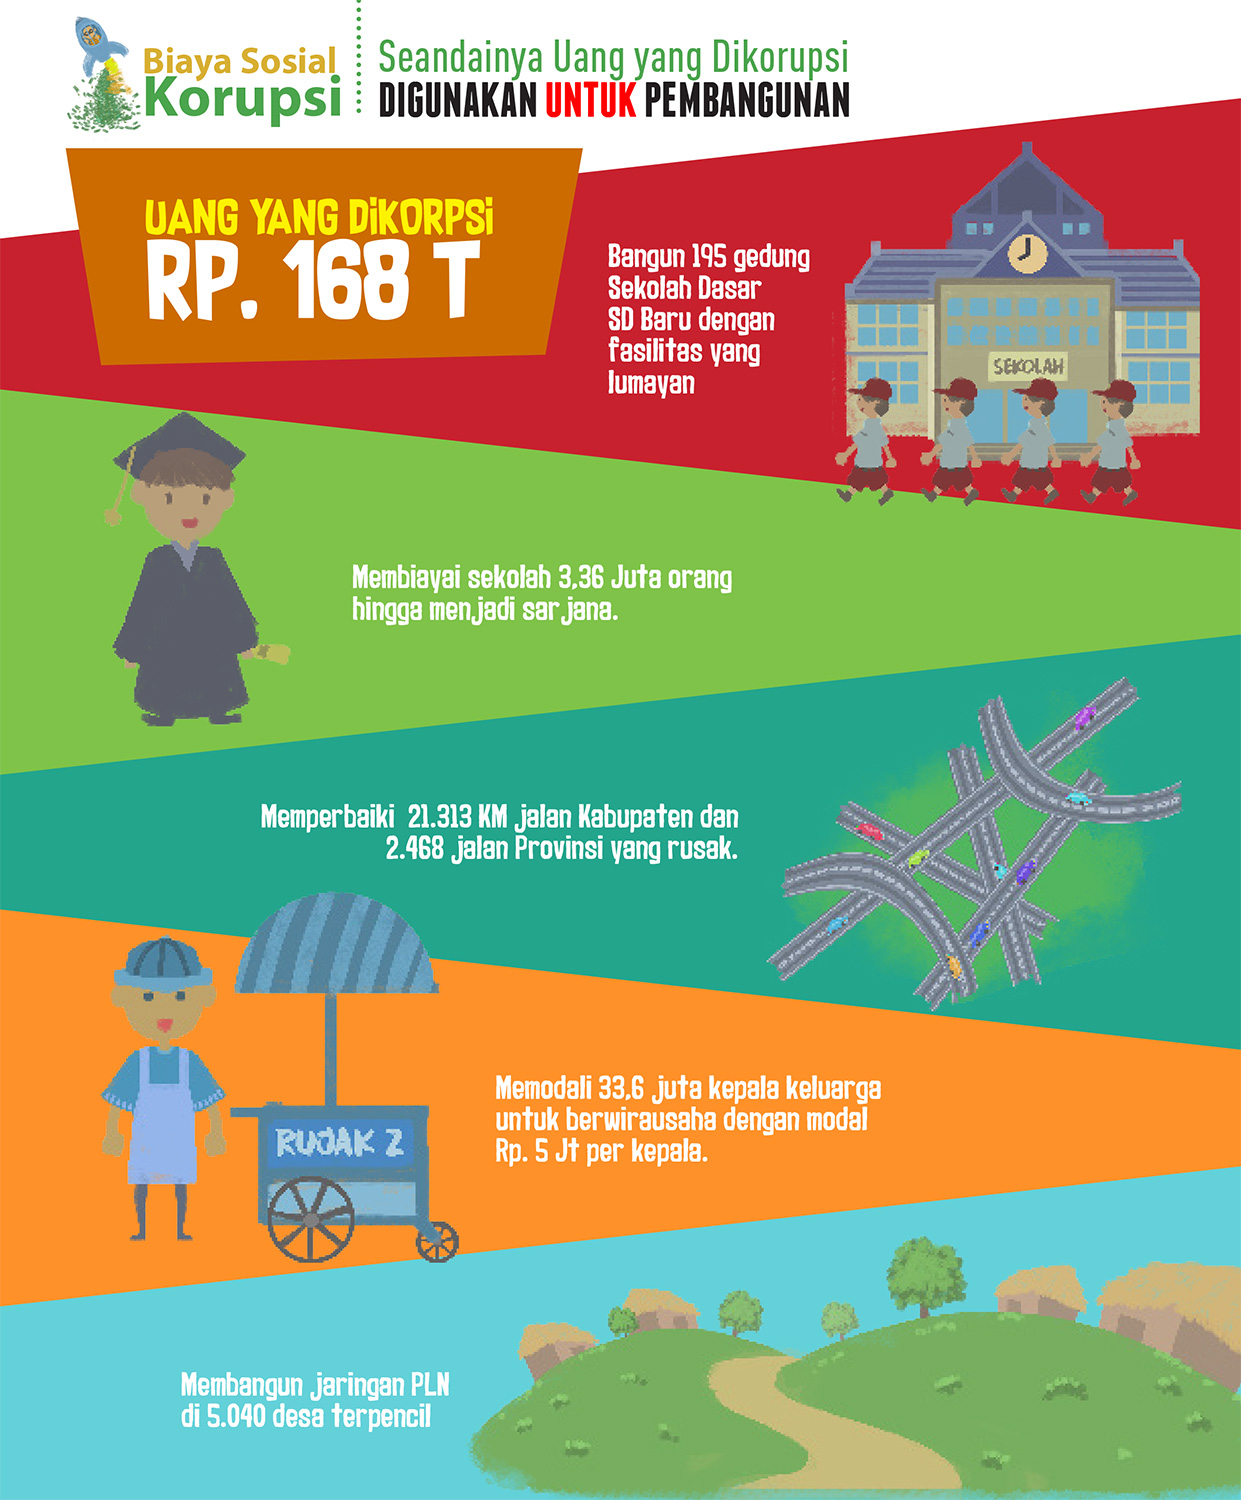 Biaya Sosial
Korupsi
Seandainya Uang yang Dikorupsi
DIGUNAKAN UNTUK PEMBANGUNAN
UANG YANG DiKORPSi
RP. 168 T
Bangun 195 gedung
Sekolah Dasar
SD Baru dengan
fasilitas yang
lumayan
SEKOLAH
Membiayai sekolah 3,36 Juta orang
hingga menjadi sarjana.
Memperbaiki 21.313 KM jalan Kabupaten dan
2.468 jalan Provinsi yang rusak.
RUJAK 2
Memodali 33,6 juta kepala keluarga
untuk berwirausaha dengan modal
Rp. 5 Jt per kepala.
Membangun jaringan PLN
di 5.040 desa terpencil